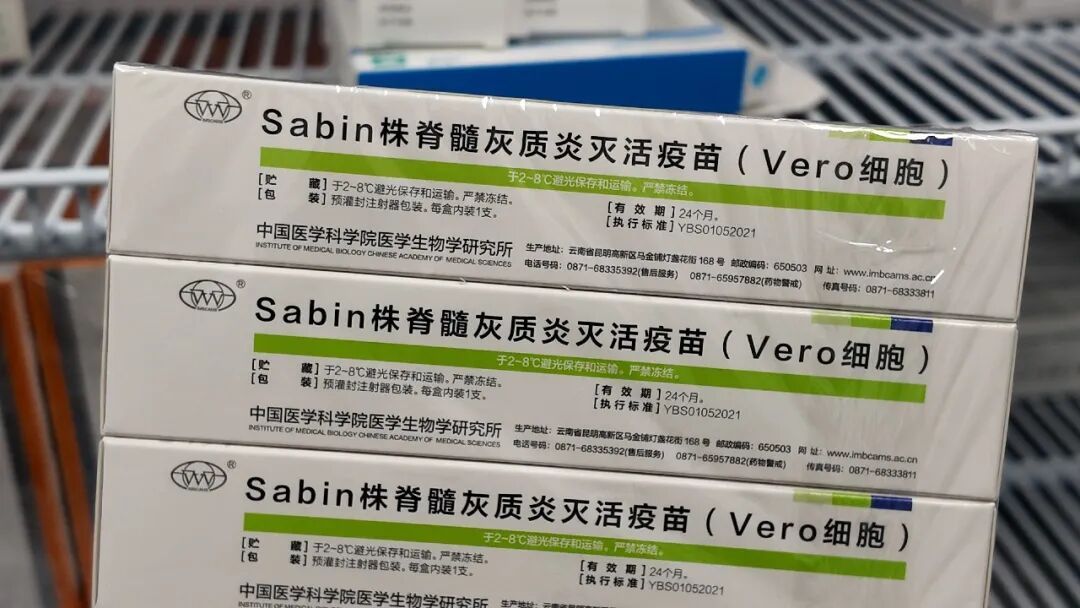 Sabin株脊髓灰质炎灭活疫苗（Vero细胞）
于2~8℃避光保存和运输。严禁冻结。
[贮 藏] 于2~8℃避光保存和运输。严禁冻结。
[包 装] 预灌封注射器包装。每盒内装1支。
[有 效 期] 24个月。
[执行标准] YBS01052021
中国医学科学院医学生物学研究所
INSTITUTE OF MEDICAL BIOLOGY CHINESE ACADEMY OF MEDICAL SCIENCES
生产地址：云南省昆明高新区马金铺灯盏花街168号 邮政编码：650503 网 址：www.imbcams.ac.cn
电话号码：0871-68335392(售后服务) 0871-65957882(药物警戒) 传真号码：0871-68333811
Sabin株脊髓灰质炎灭活疫苗（Vero细胞）
于2~8℃避光保存和运输。严禁冻结。
[贮 藏] 于2~8℃避光保存和运输。严禁冻结。
[包 装] 预灌封注射器包装。每盒内装1支。
[有 效 期] 24个月。
[执行标准] YBS01052021
中国医学科学院医学生物学研究所
INSTITUTE OF MEDICAL BIOLOGY CHINESE ACADEMY OF MEDICAL SCIENCES
生产地址：云南省昆明高新区马金铺灯盏花街168号 邮政编码：650503 网 址：www.imbcams.ac.cn
电话号码：0871-68335392(售后服务) 0871-65957882(药物警戒) 传真号码：0871-68333811
Sabin株脊髓灰质炎灭活疫苗（Vero细胞）
于2~8℃避光保存和运输。严禁冻结。
[贮 藏] 于2~8℃避光保存和运输。严禁冻结。
[包 装] 预灌封注射器包装。每盒内装1支。
[有 效 期] 24个月。
[执行标准] YBS01052021
中国医学科学院医学生物学研究所